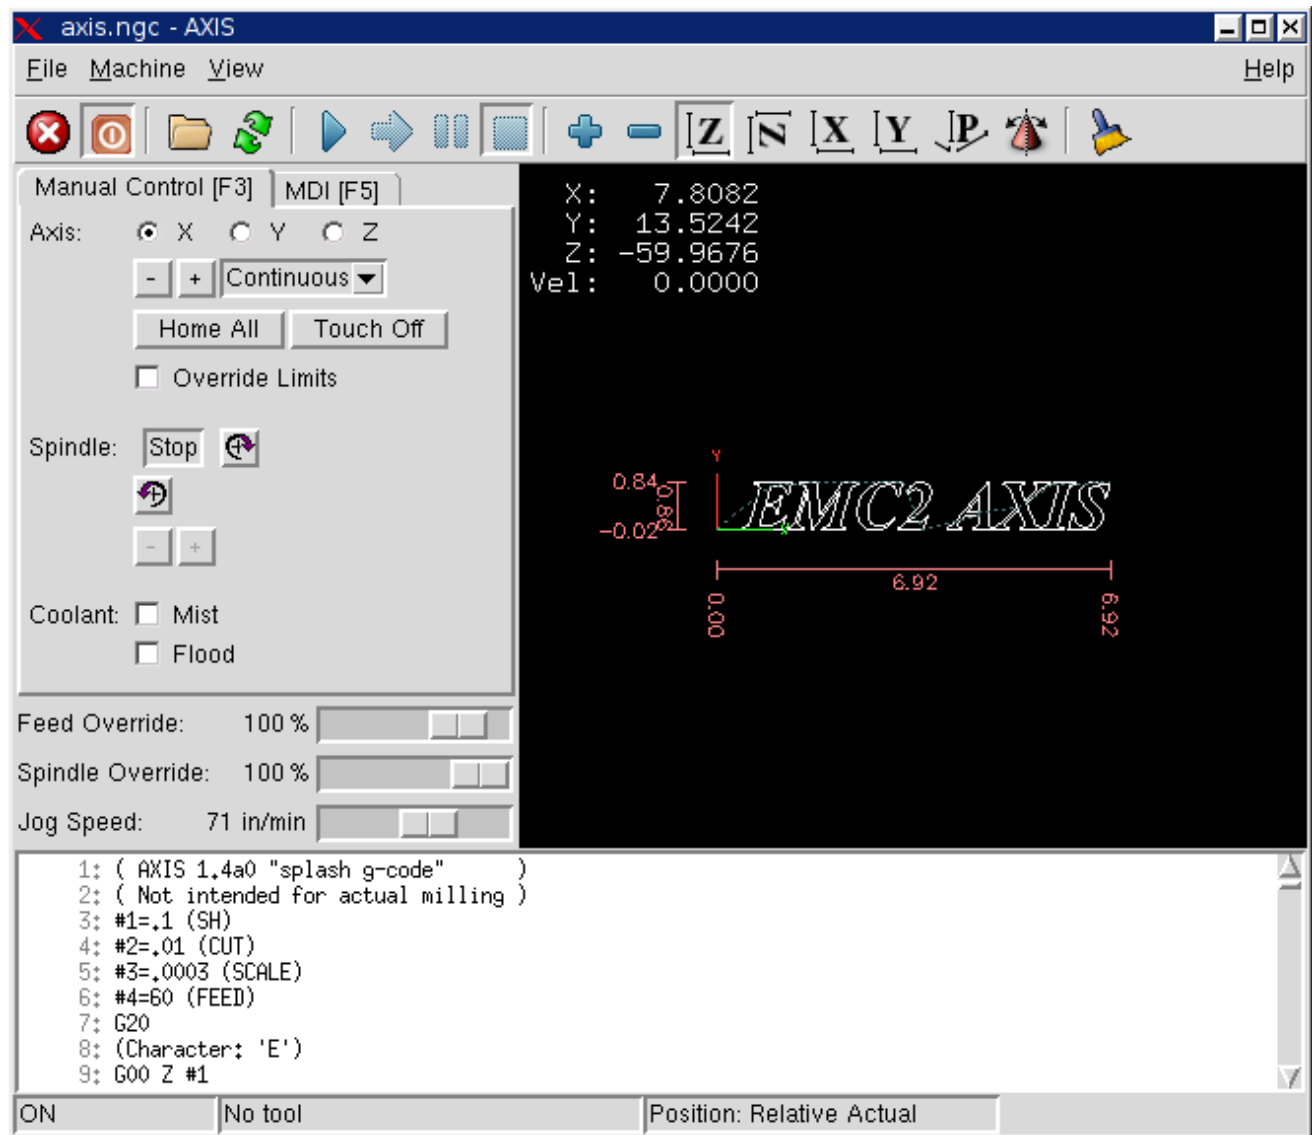 axis.ngc - AXIS
File Machine View Help
Z N X Y P
Manual Control [F3] MDI [F5]
Axis: X Y Z
- + Continuous
Home All Touch Off
Override Limits
Spindle: Stop
- +
Coolant: Mist
Flood
Feed Override: 100 %
Spindle Override: 100 %
Jog Speed: 71 in/min
X: 7.8082
Y: 13.5242
Z: -59.9676
Vel: 0.0000
Y
0.84
0.86
-0.02
EMC2 AXIS
X
6.92
0.00
6.92
1: ( AXIS 1.4a0 "splash g-code" )
2: ( Not intended for actual milling )
3: #1=.1 (SH)
4: #2=.01 (CUT)
5: #3=.0003 (SCALE)
6: #4=60 (FEED)
7: G20
8: (Character: 'E')
9: G00 Z #1
ON No tool Position: Relative Actual